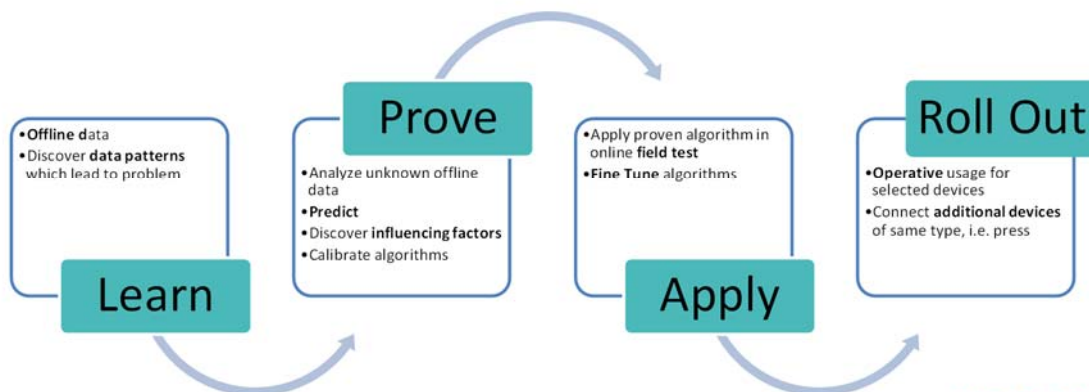 •Offline data
•Discover data patterns
which lead to problem
Learn
Prove
•Analyze unknown offline
data
•Predict
•Discover influencing factors
•Calibrate algorithms
•Apply proven algorithm in
online field test
•Fine Tune algorithms
Apply
Roll Out
•Operative usage for
selected devices
•Connect additional devices
of same type, i.e. press